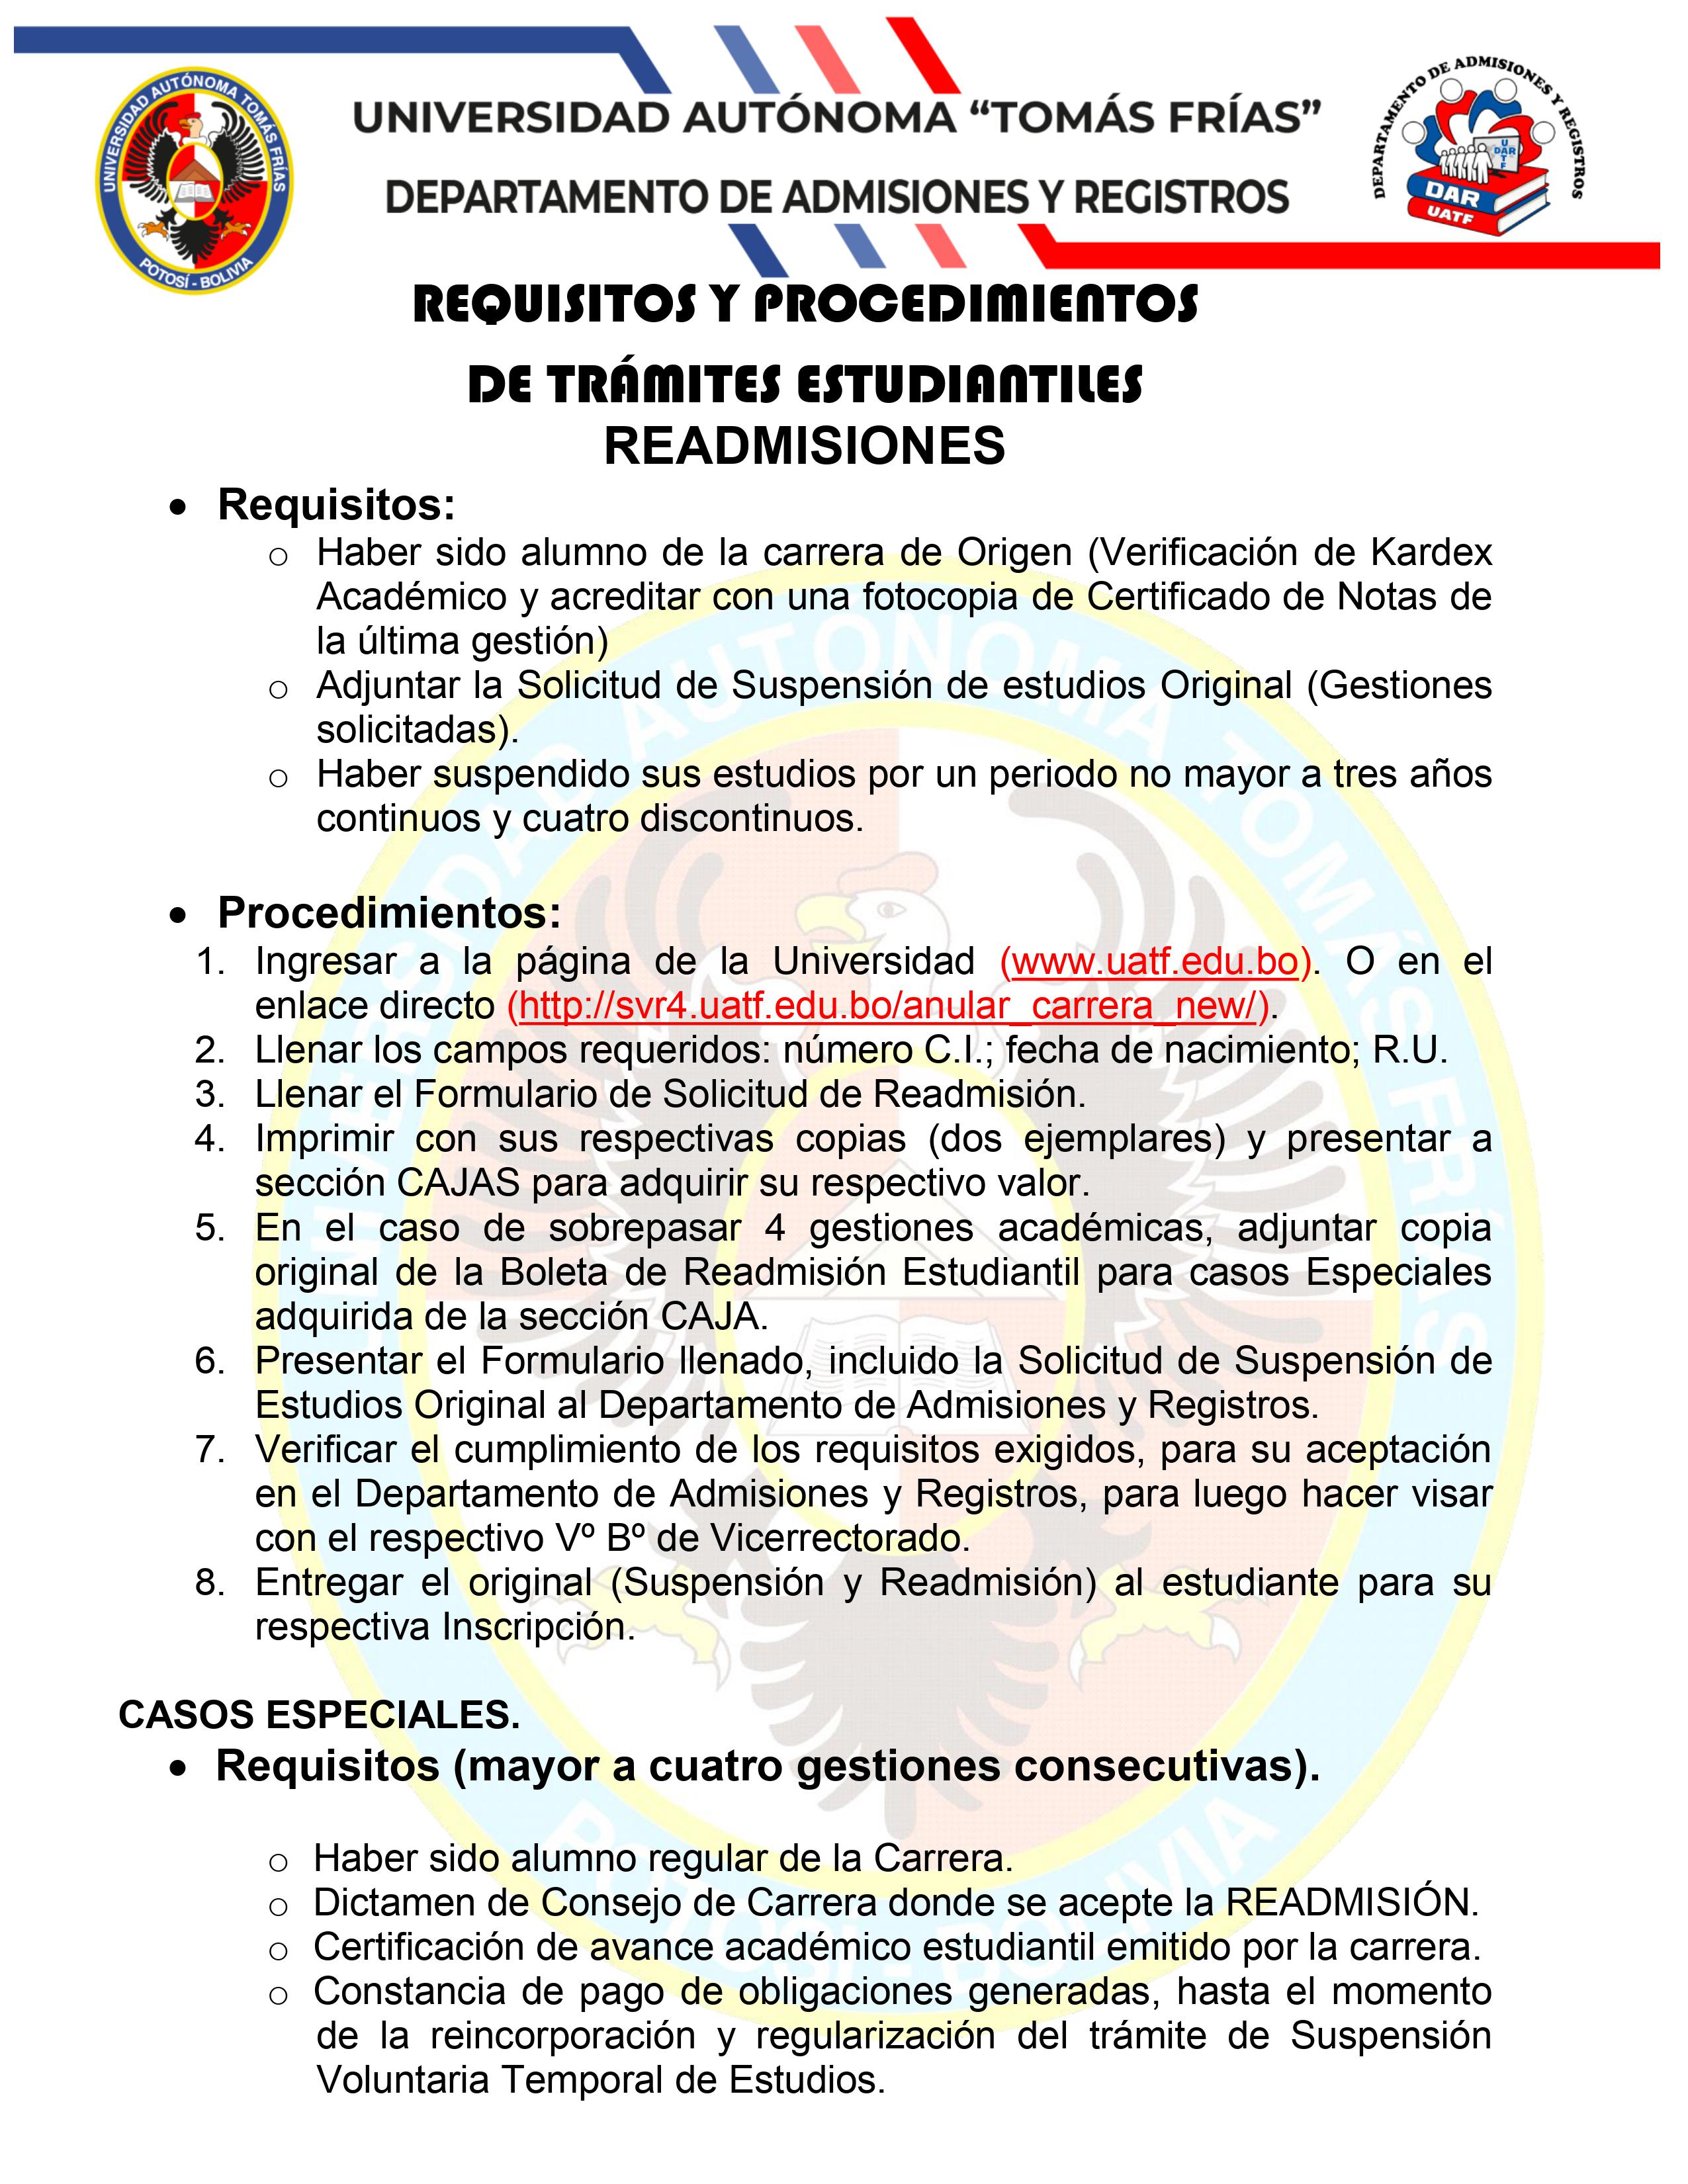 UNIVERSIDAD AUTÓNOMA “TOMÁS FRÍAS”
DEPARTAMENTO DE ADMISIONES Y REGISTROS
UNIVERSIDAD AUTÓNOMA TOMÁS FRÍAS
POTOSÍ - BOLIVIA
DEPARTAMENTO DE ADMISIONES Y REGISTROS
U
DAR
T
F
DAR
UATF
REQUISITOS Y PROCEDIMIENTOS
DE TRÁMITES ESTUDIANTILES
READMISIONES
• Requisitos:
o Haber sido alumno de la carrera de Origen (Verificación de Kardex
Académico y acreditar con una fotocopia de Certificado de Notas de
la última gestión)
o Adjuntar la Solicitud de Suspensión de estudios Original (Gestiones
solicitadas).
o Haber suspendido sus estudios por un periodo no mayor a tres años
continuos y cuatro discontinuos.
• Procedimientos:
1. Ingresar a la página de la Universidad (www.uatf.edu.bo). O en el
enlace directo (http://svr4.uatf.edu.bo/anular_carrera_new/).
2. Llenar los campos requeridos: número C.I.; fecha de nacimiento; R.U.
3. Llenar el Formulario de Solicitud de Readmisión.
4. Imprimir con sus respectivas copias (dos ejemplares) y presentar a
sección CAJAS para adquirir su respectivo valor.
5. En el caso de sobrepasar 4 gestiones académicas, adjuntar copia
original de la Boleta de Readmisión Estudiantil para casos Especiales
adquirida de la sección CAJA.
6. Presentar el Formulario llenado, incluido la Solicitud de Suspensión de
Estudios Original al Departamento de Admisiones y Registros.
7. Verificar el cumplimiento de los requisitos exigidos, para su aceptación
en el Departamento de Admisiones y Registros, para luego hacer visar
con el respectivo Vº Bº de Vicerrectorado.
8. Entregar el original (Suspensión y Readmisión) al estudiante para su
respectiva Inscripción.
CASOS ESPECIALES.
• Requisitos (mayor a cuatro gestiones consecutivas).
o Haber sido alumno regular de la Carrera.
o Dictamen de Consejo de Carrera donde se acepte la READMISIÓN.
o Certificación de avance académico estudiantil emitido por la carrera.
o Constancia de pago de obligaciones generadas, hasta el momento
de la reincorporación y regularización del trámite de Suspensión
Voluntaria Temporal de Estudios.
UNIVERSIDAD AUTÓNOMA TOMÁS FRÍAS
POTOSÍ - BOLIVIA